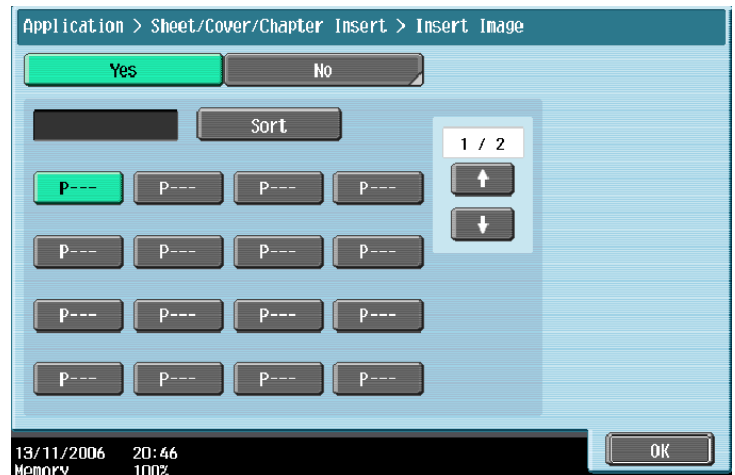 Application > Sheet/Cover/Chapter Insert > Insert Image
Yes No
Sort
1 / 2
P--- P--- P--- P---
P--- P--- P--- P---
P--- P--- P--- P---
P--- P--- P--- P---
13/11/2006 20:46
Memory 100%
OK